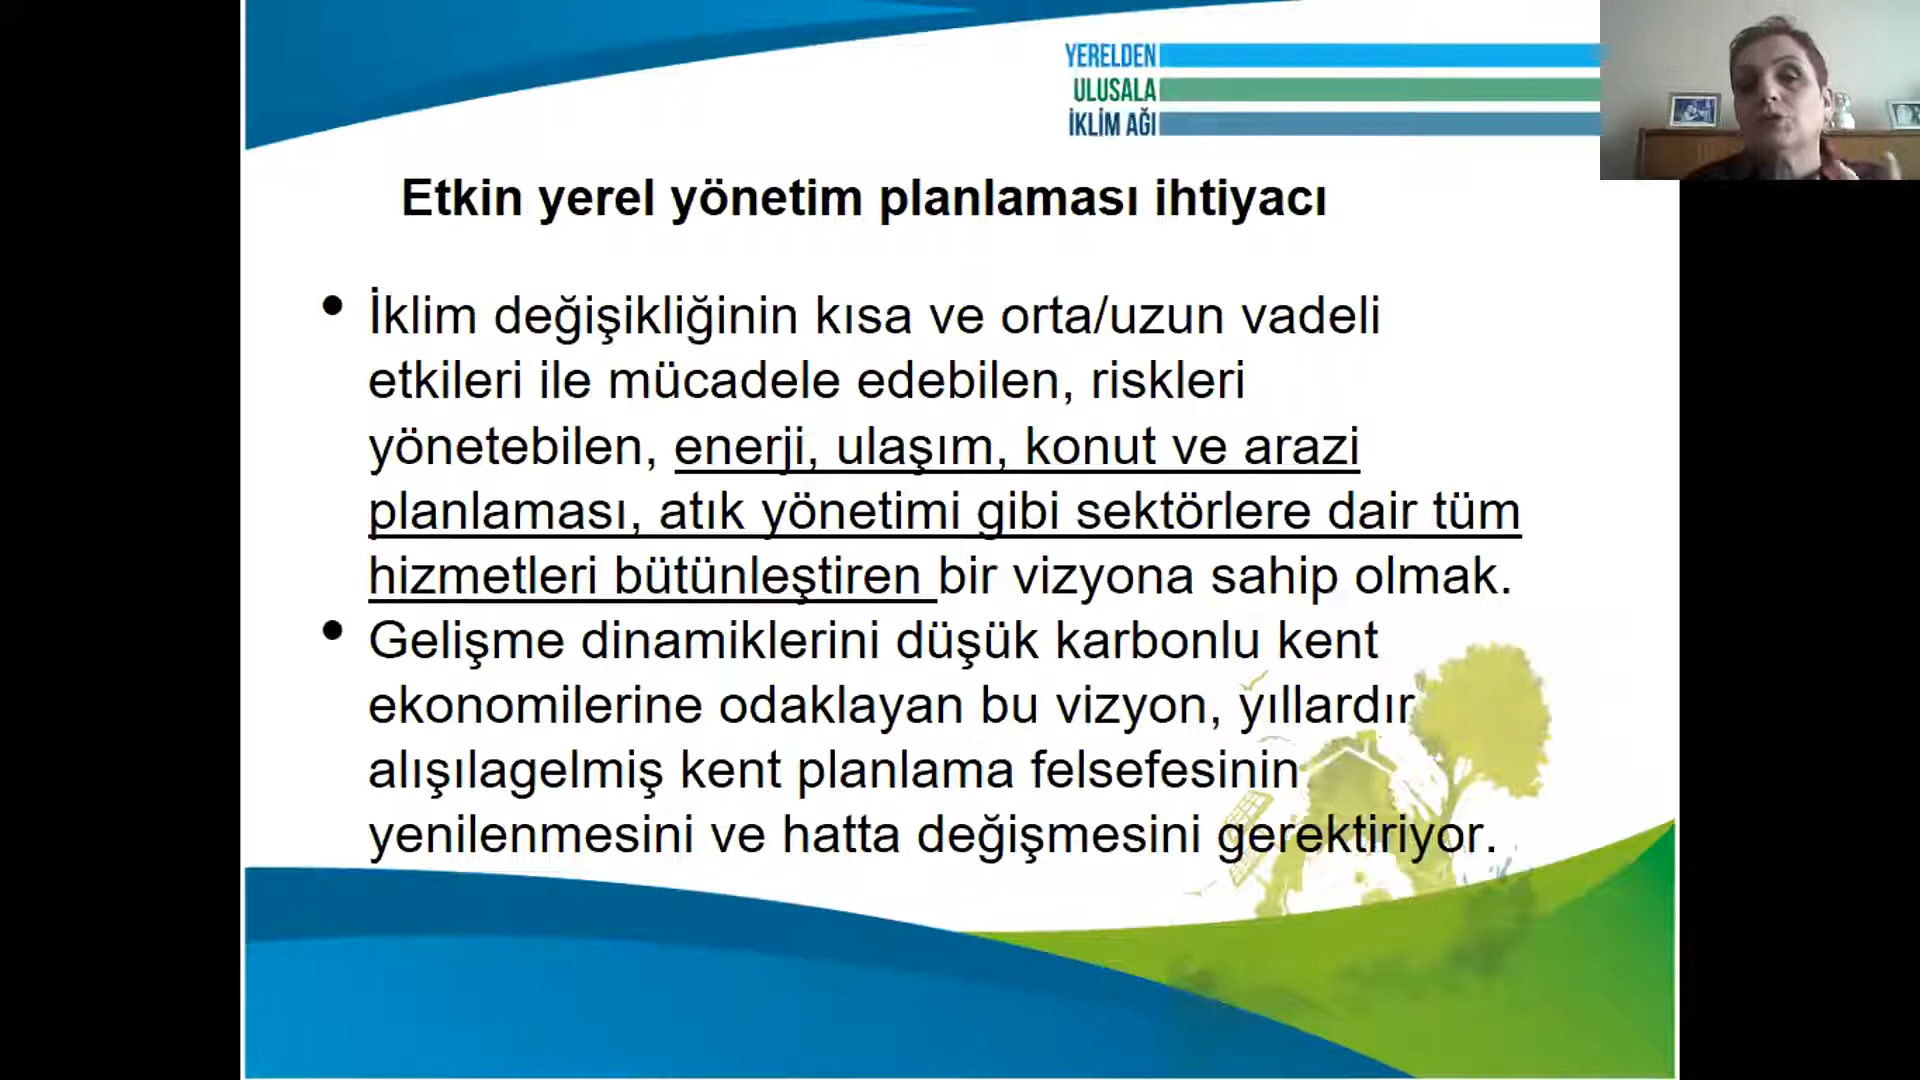 YERELDEN
ULUSALA
İKLİM AĞI
Etkin yerel yönetim planlaması ihtiyacı
• İklim değişikliğinin kısa ve orta/uzun vadeli
etkileri ile mücadele edebilen, riskleri
yönetebilen, enerji, ulaşım, konut ve arazi
planlaması, atık yönetimi gibi sektörlere dair tüm
hizmetleri bütünleştiren bir vizyona sahip olmak.
• Gelişme dinamiklerini düşük karbonlu kent
ekonomilerine odaklayan bu vizyon, yıllardır
alışılagelmiş kent planlama felsefesinin
yenilenmesini ve hatta değişmesini gerektiriyor.